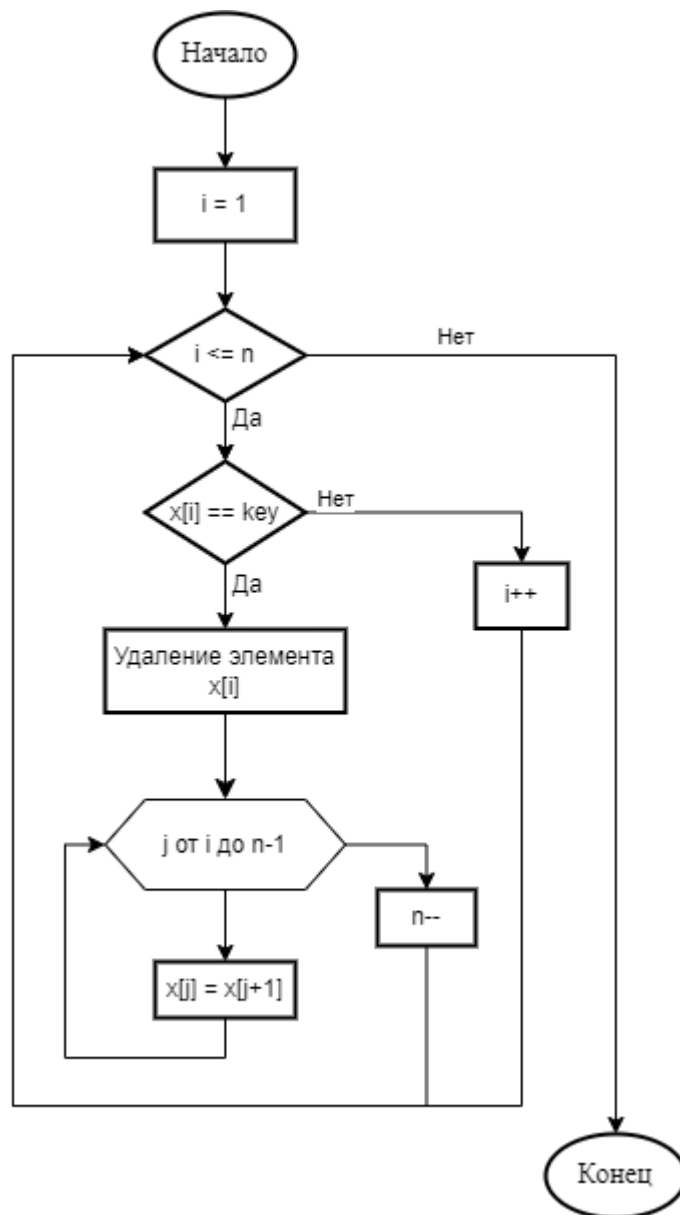 Начало
i = 1
i <= n
Нет
Да
x[i] == key
Нет
Да
i++
Удаление элемента
x[i]
j от i до n-1
n--
x[j] = x[j+1]
Конец